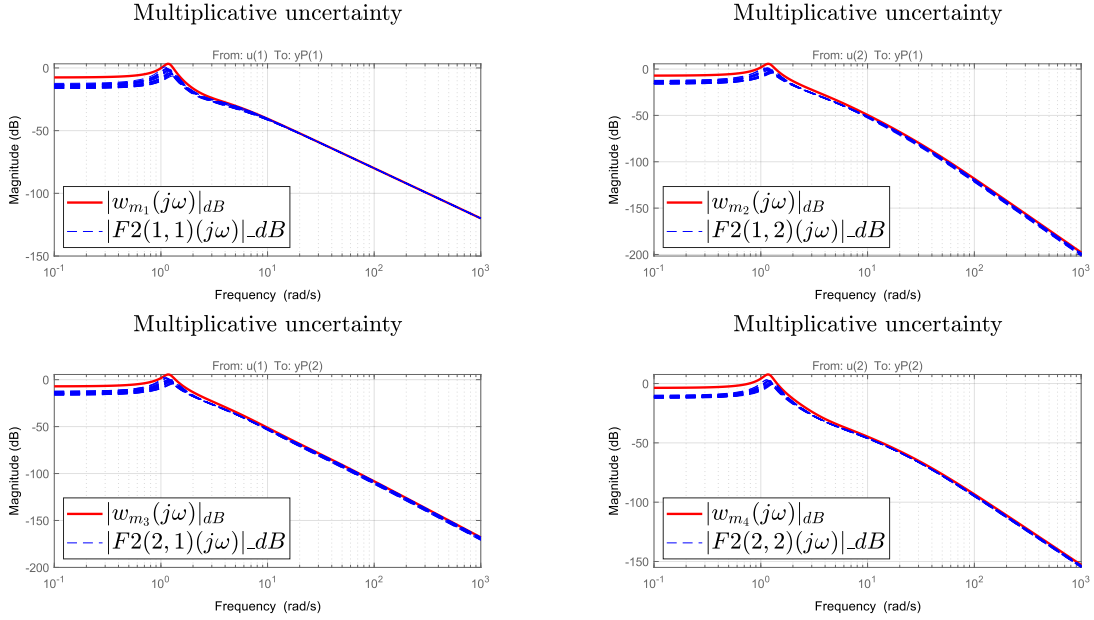 Multiplicative uncertainty
From: u(1) To: yP(1)
Magnitude (dB)
0
-50
-100
-150
|w_{m_1}(jω)|_{dB}
|F2(1, 1)(jω)|_dB
10^{-1} 10^0 10^1 10^2 10^3
Frequency (rad/s)
Multiplicative uncertainty
From: u(2) To: yP(1)
Magnitude (dB)
0
-50
-100
-150
-200
|w_{m_2}(jω)|_{dB}
|F2(1, 2)(jω)|_dB
10^{-1} 10^0 10^1 10^2 10^3
Frequency (rad/s)
Multiplicative uncertainty
From: u(1) To: yP(2)
Magnitude (dB)
0
-50
-100
-150
-200
|w_{m_3}(jω)|_{dB}
|F2(2, 1)(jω)|_dB
10^{-1} 10^0 10^1 10^2 10^3
Frequency (rad/s)
Multiplicative uncertainty
From: u(2) To: yP(2)
Magnitude (dB)
0
-50
-100
-150
|w_{m_4}(jω)|_{dB}
|F2(2, 2)(jω)|_dB
10^{-1} 10^0 10^1 10^2 10^3
Frequency (rad/s)